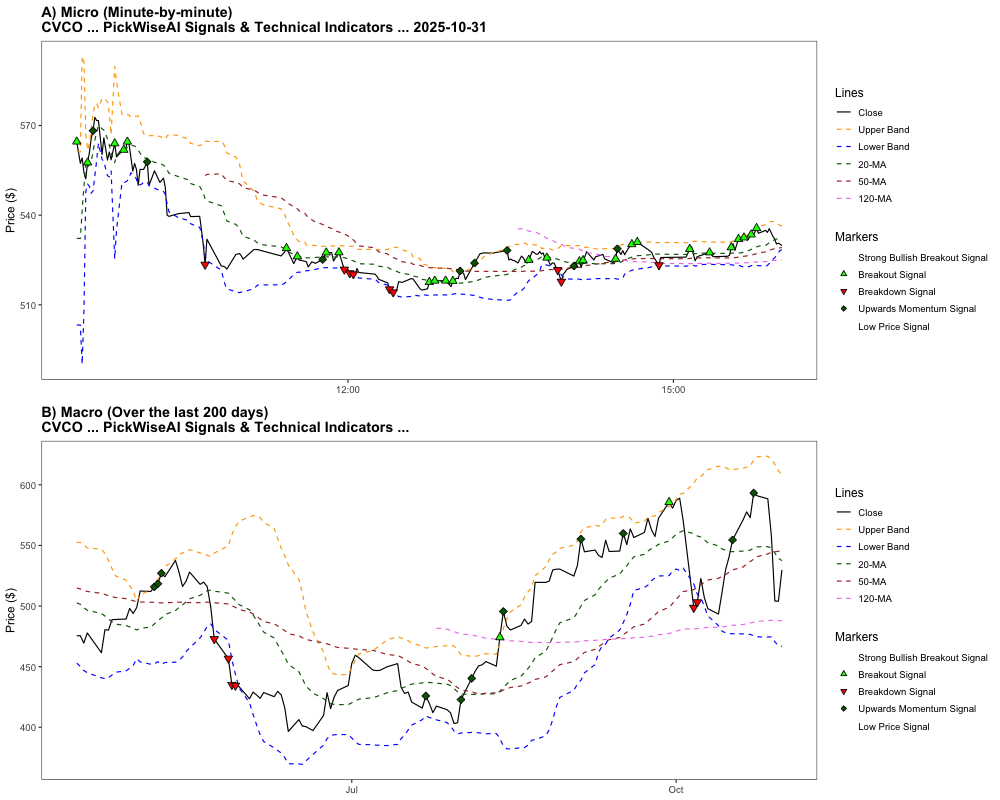 A) Micro (Minute-by-minute)
CVCO ... PickWiseAI Signals & Technical Indicators ... 2025-10-31
Price ($)
570
540
510
12:00
15:00
Lines
Close
Upper Band
Lower Band
20-MA
50-MA
120-MA
Markers
Strong Bullish Breakout Signal
Breakout Signal
Breakdown Signal
Upwards Momentum Signal
Low Price Signal
B) Macro (Over the last 200 days)
CVCO ... PickWiseAI Signals & Technical Indicators ...
Price ($)
600
550
500
450
400
Jul
Oct
Lines
Close
Upper Band
Lower Band
20-MA
50-MA
120-MA
Markers
Strong Bullish Breakout Signal
Breakout Signal
Breakdown Signal
Upwards Momentum Signal
Low Price Signal